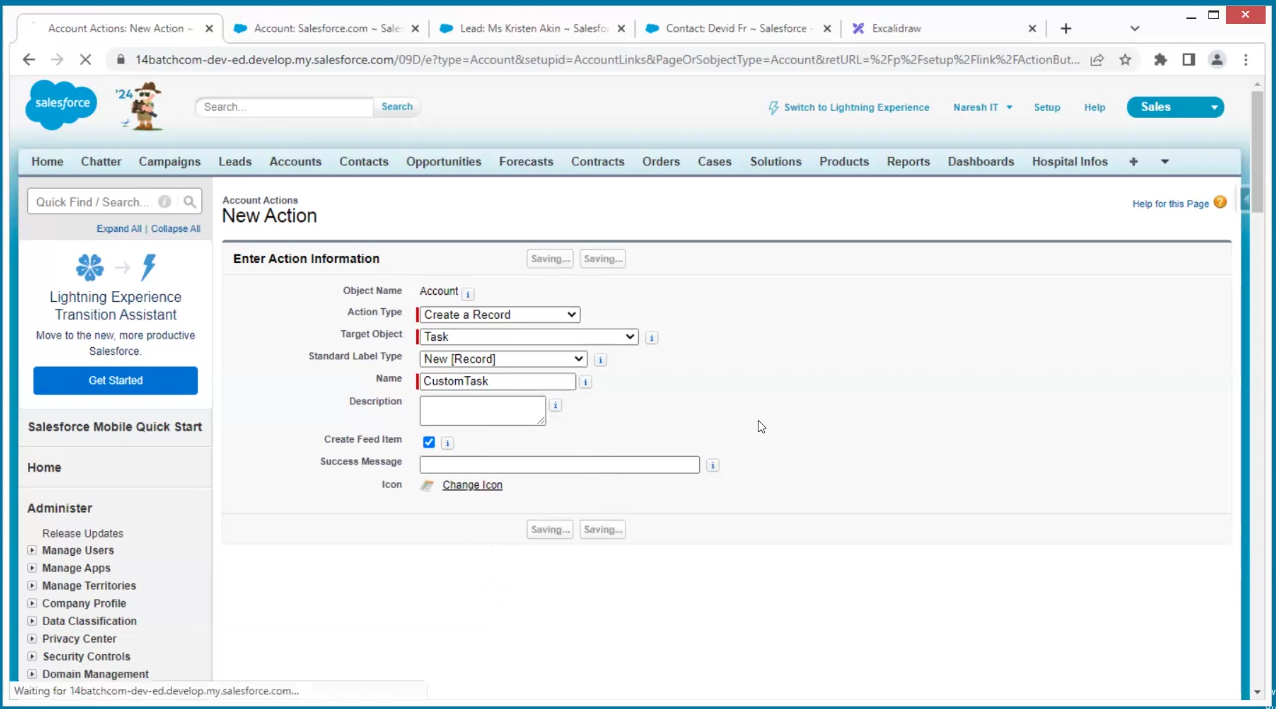 Account Actions: New Action ~
Account: Salesforce.com ~ Sales
Lead: Ms Kristen Akin ~ Salesfor
Contact: Devid Fr ~ Salesforce -
Excalidraw
14batchcom-dev-ed.develop.my.salesforce.com/09D/e?type=Account&setupid=AccountLinks&PageOrSobjectType=Account&retURL=%2Fp%2Fsetup%2Flink%2FActionBut...
salesforce
'24
Search...
Search
Switch to Lightning Experience
Naresh IT
Setup
Help
Sales
Home
Chatter
Campaigns
Leads
Accounts
Contacts
Opportunities
Forecasts
Contracts
Orders
Cases
Solutions
Products
Reports
Dashboards
Hospital Infos
+
Quick Find / Search...
Expand All | Collapse All
Lightning Experience
Transition Assistant
Move to the new, more productive
Salesforce.
Get Started
Salesforce Mobile Quick Start
Home
Administer
Release Updates
Manage Users
Manage Apps
Manage Territories
Company Profile
Data Classification
Privacy Center
Security Controls
Domain Management
Account Actions
New Action
Help for this Page
Enter Action Information
Saving...
Saving...
Object Name
Account
Action Type
Create a Record
Target Object
Task
Standard Label Type
New [Record]
Name
CustomTask
Description
Create Feed Item
Success Message
Icon
Change Icon
Saving...
Saving...
Waiting for 14batchcom-dev-ed.develop.my.salesforce.com...